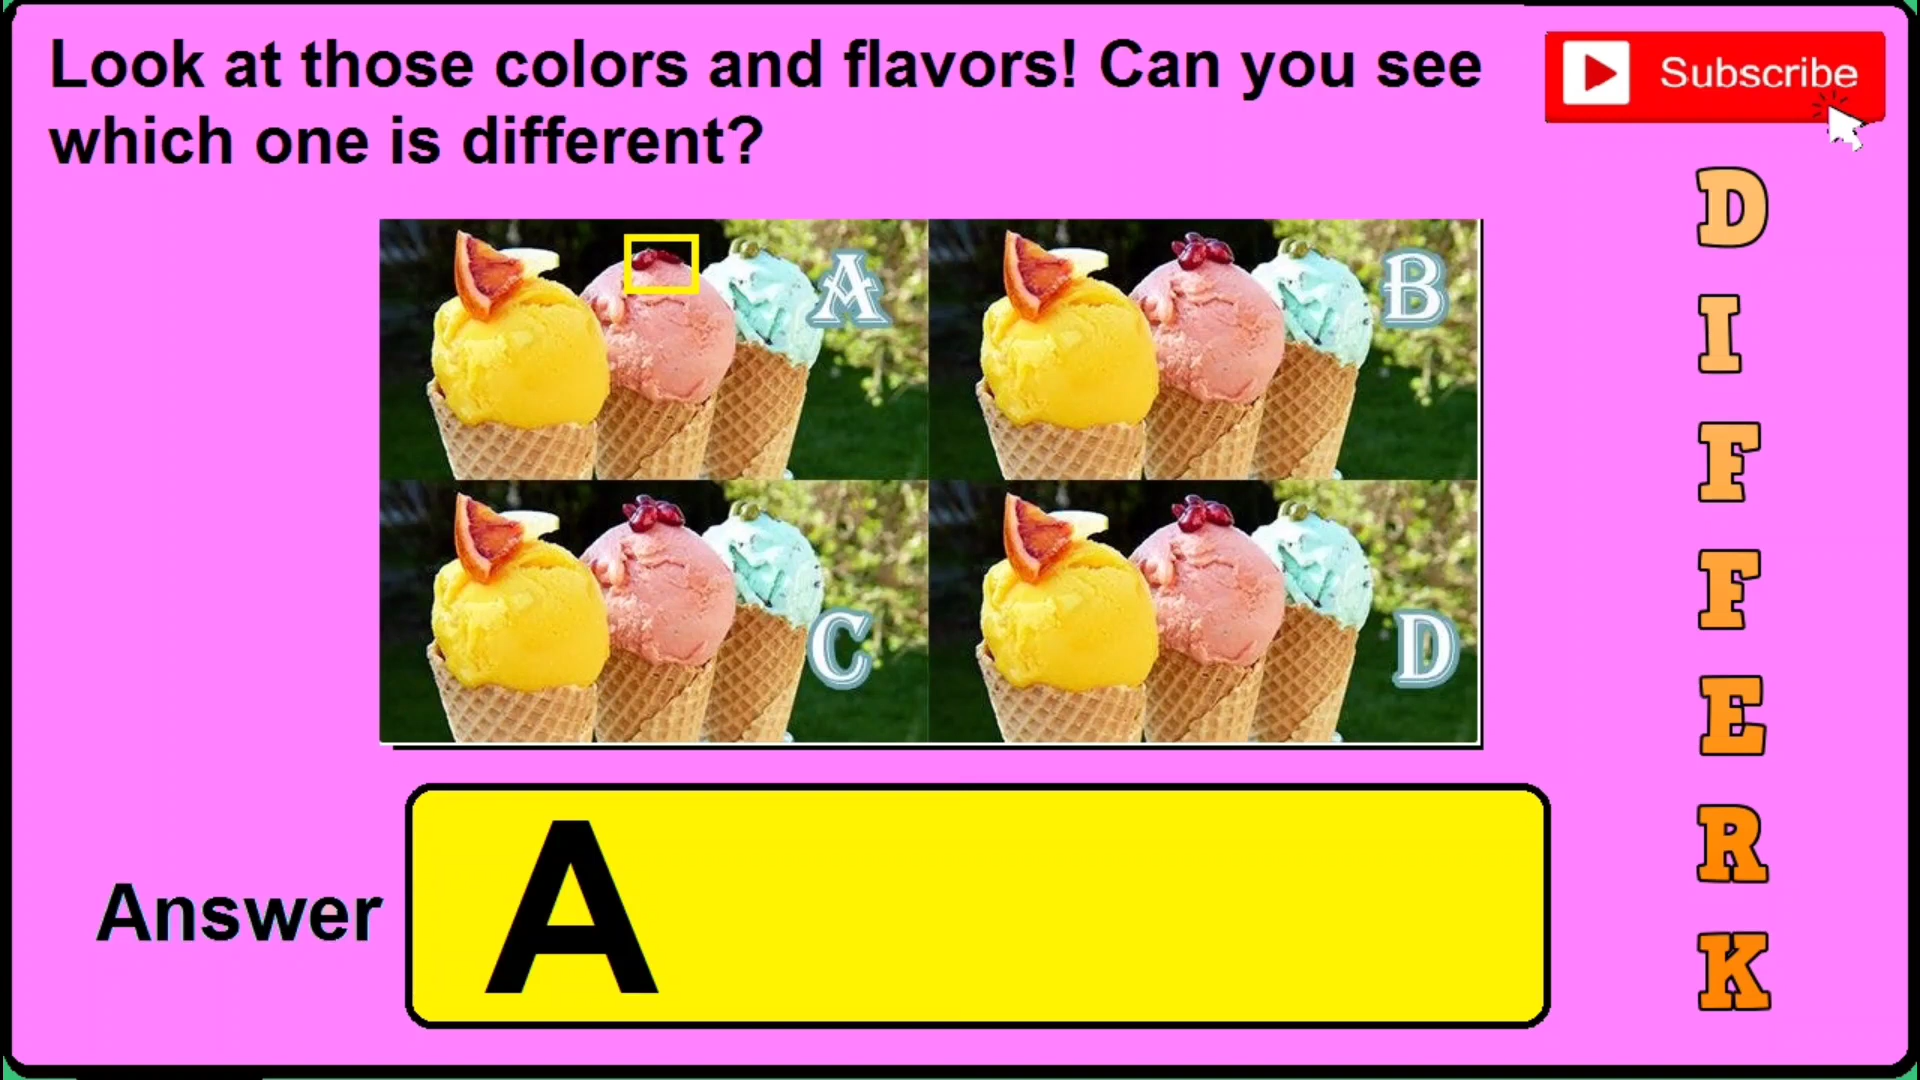 Look at those colors and flavors! Can you see
which one is different?
Subscribe
A
B
C
D
Answer
A
D
I
F
F
E
R
K